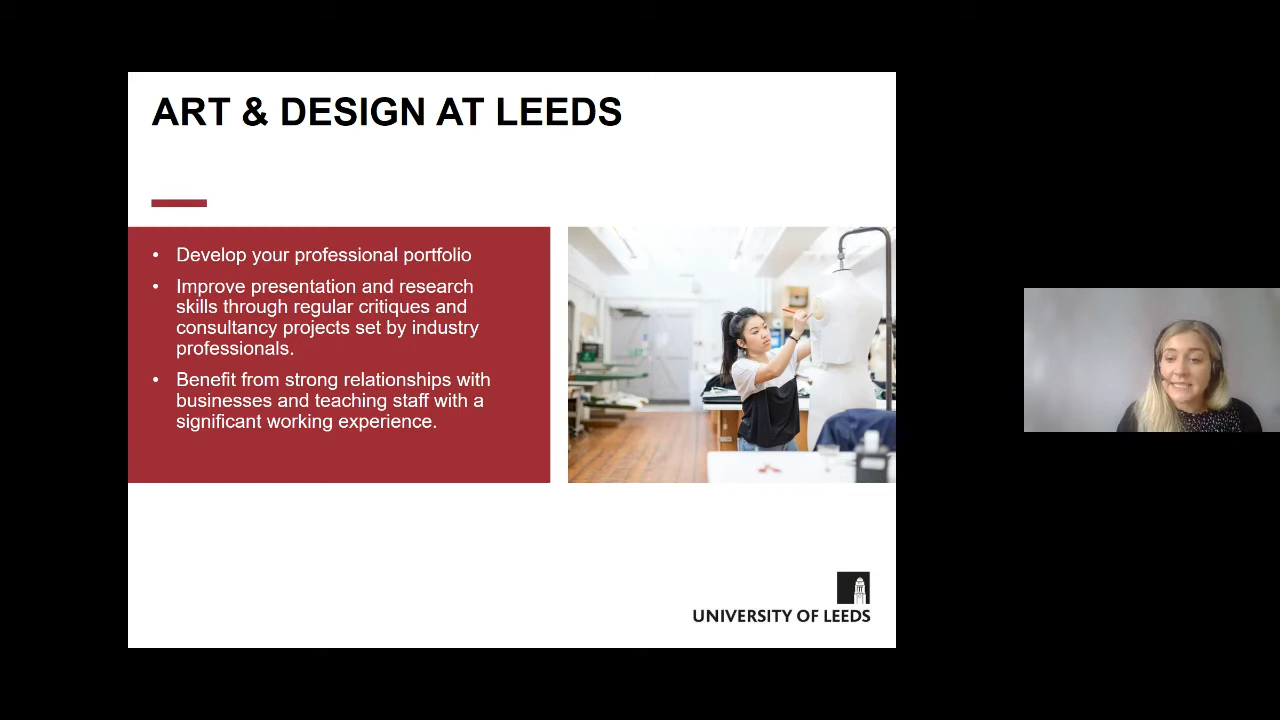 ART & DESIGN AT LEEDS
• Develop your professional portfolio
• Improve presentation and research
skills through regular critiques and
consultancy projects set by industry
professionals.
• Benefit from strong relationships with
businesses and teaching staff with a
significant working experience.
UNIVERSITY OF LEEDS